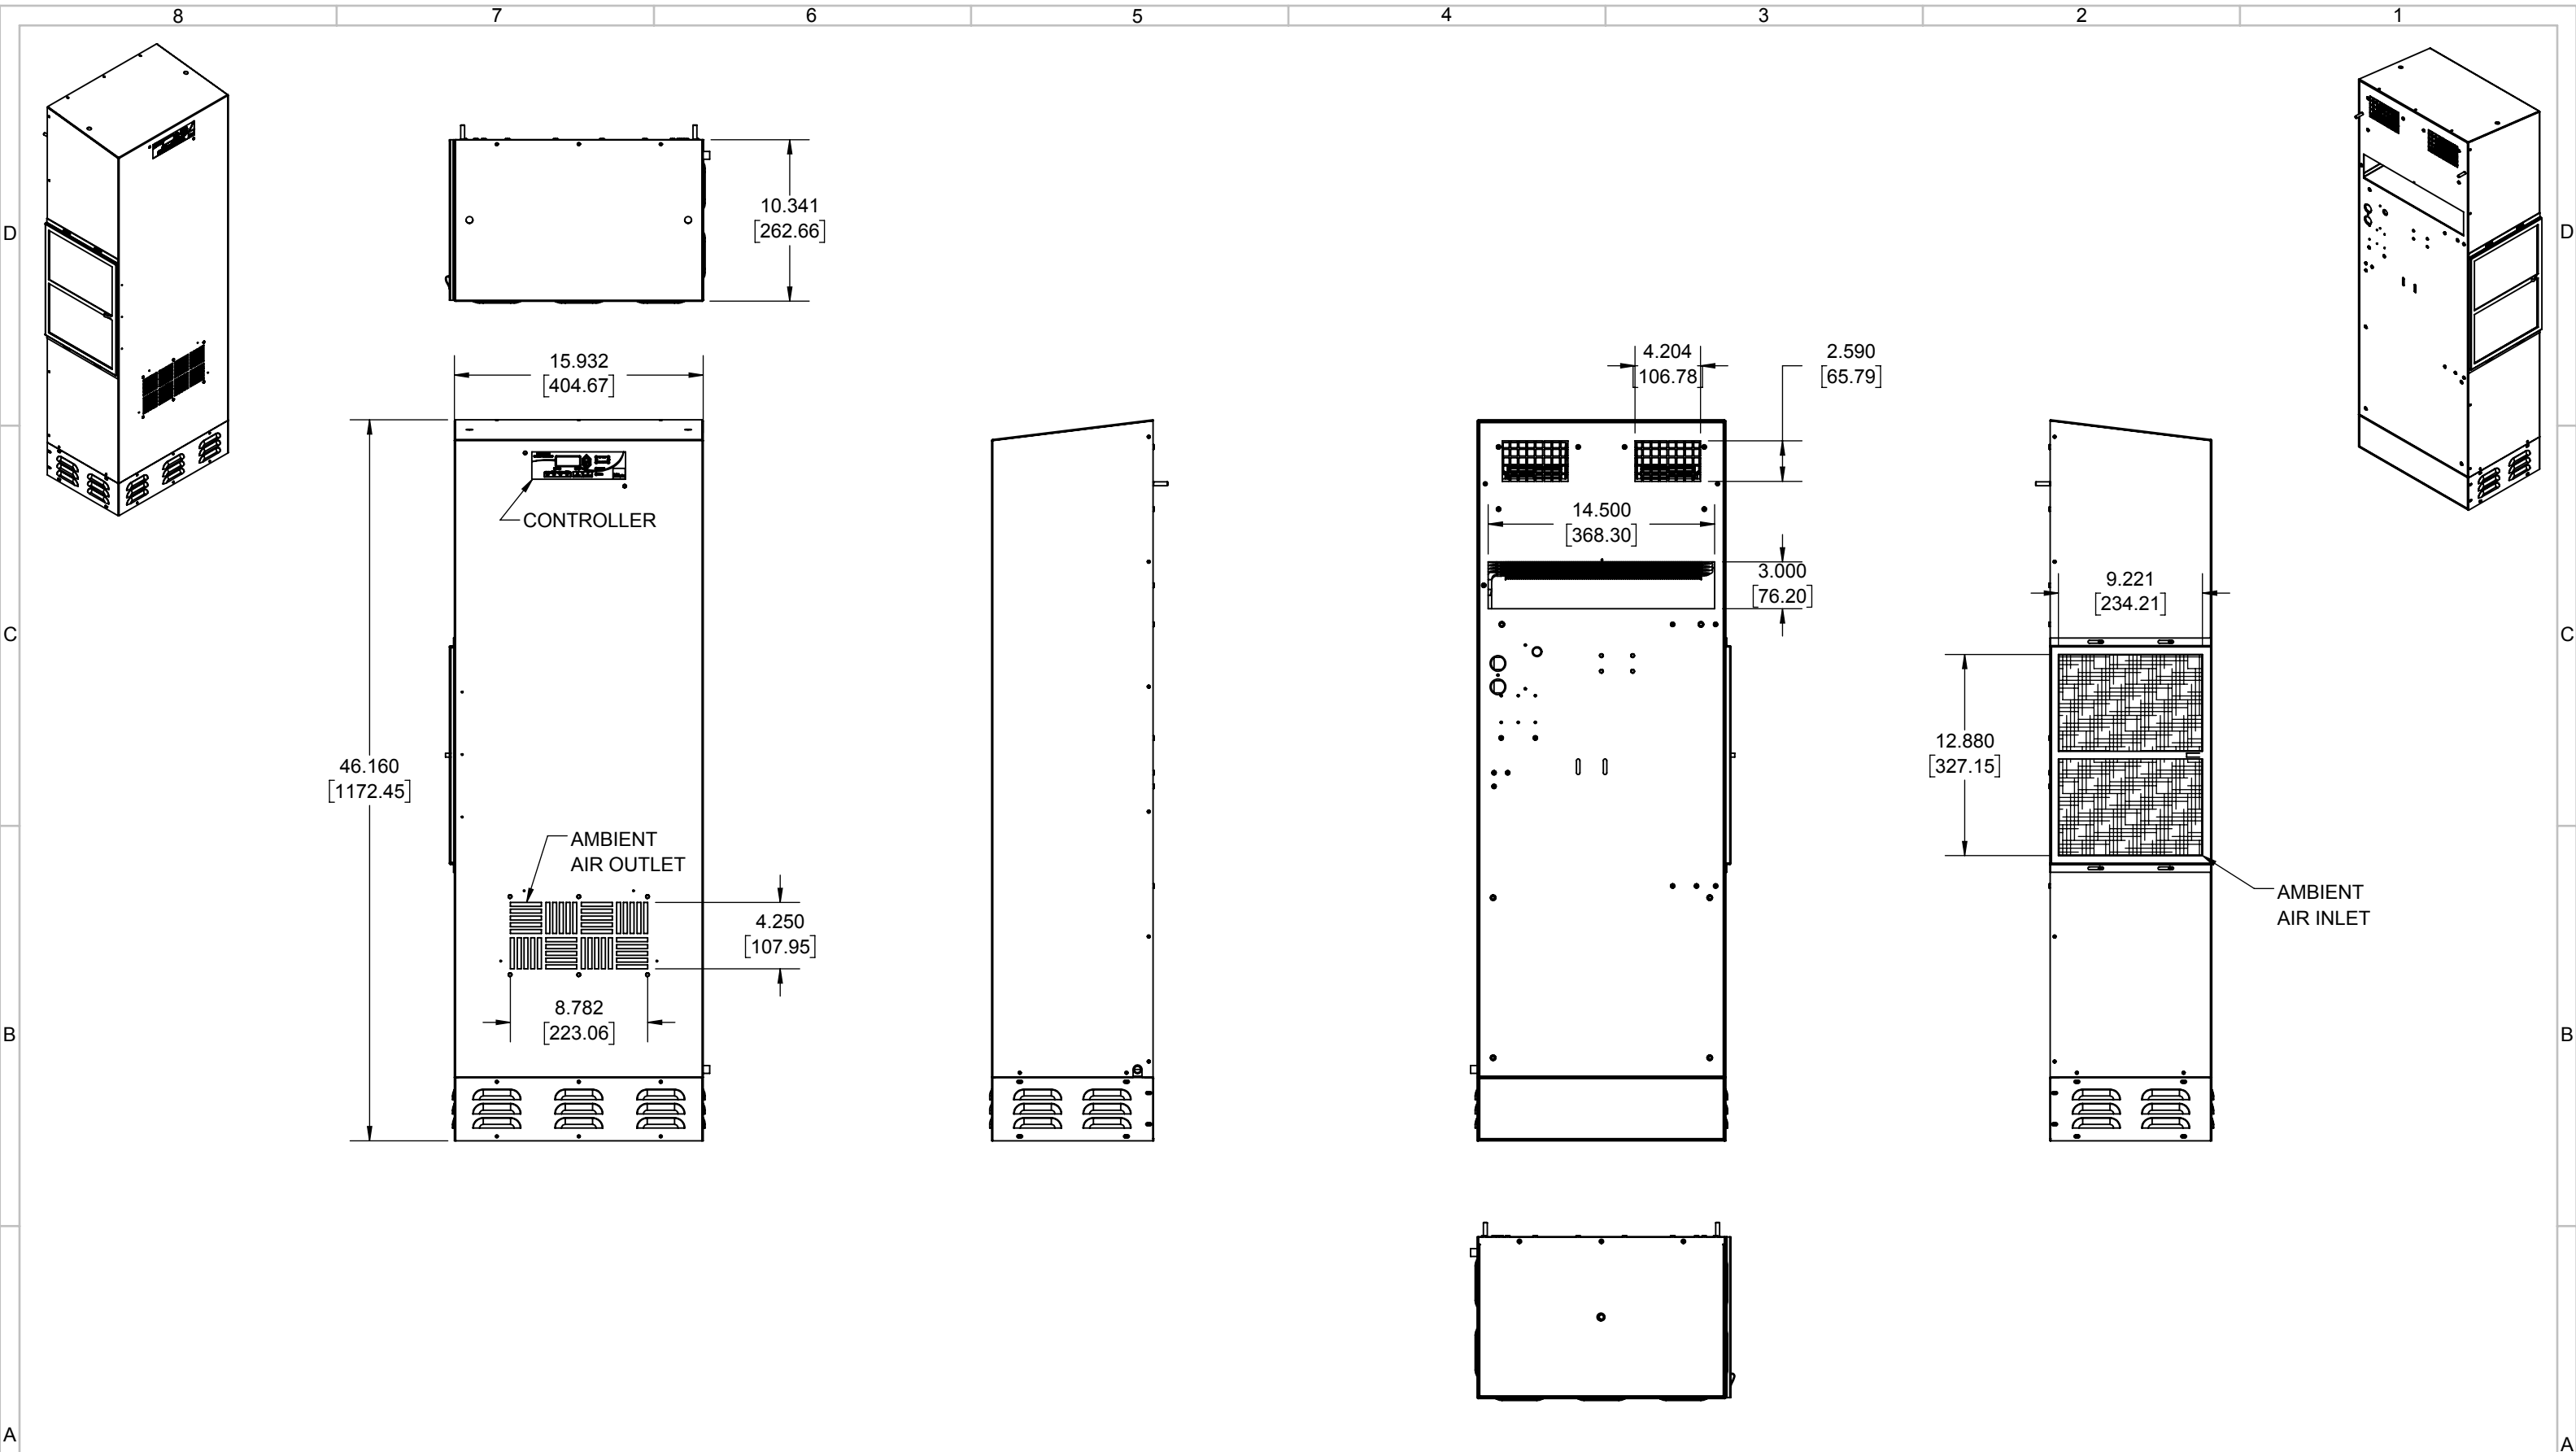 8 7 6 5 4 3 2 1
D
D
10.341
[262.66]
15.932
[404.67]
4.204
[106.78]
2.590
[65.79]
CONTROLLER
14.500
[368.30]
3.000
[76.20]
9.221
[234.21]
C
C
46.160
[1172.45]
12.880
[327.15]
AMBIENT
AIR OUTLET
AMBIENT
AIR INLET
4.250
[107.95]
8.782
[223.06]
B
B
A
A